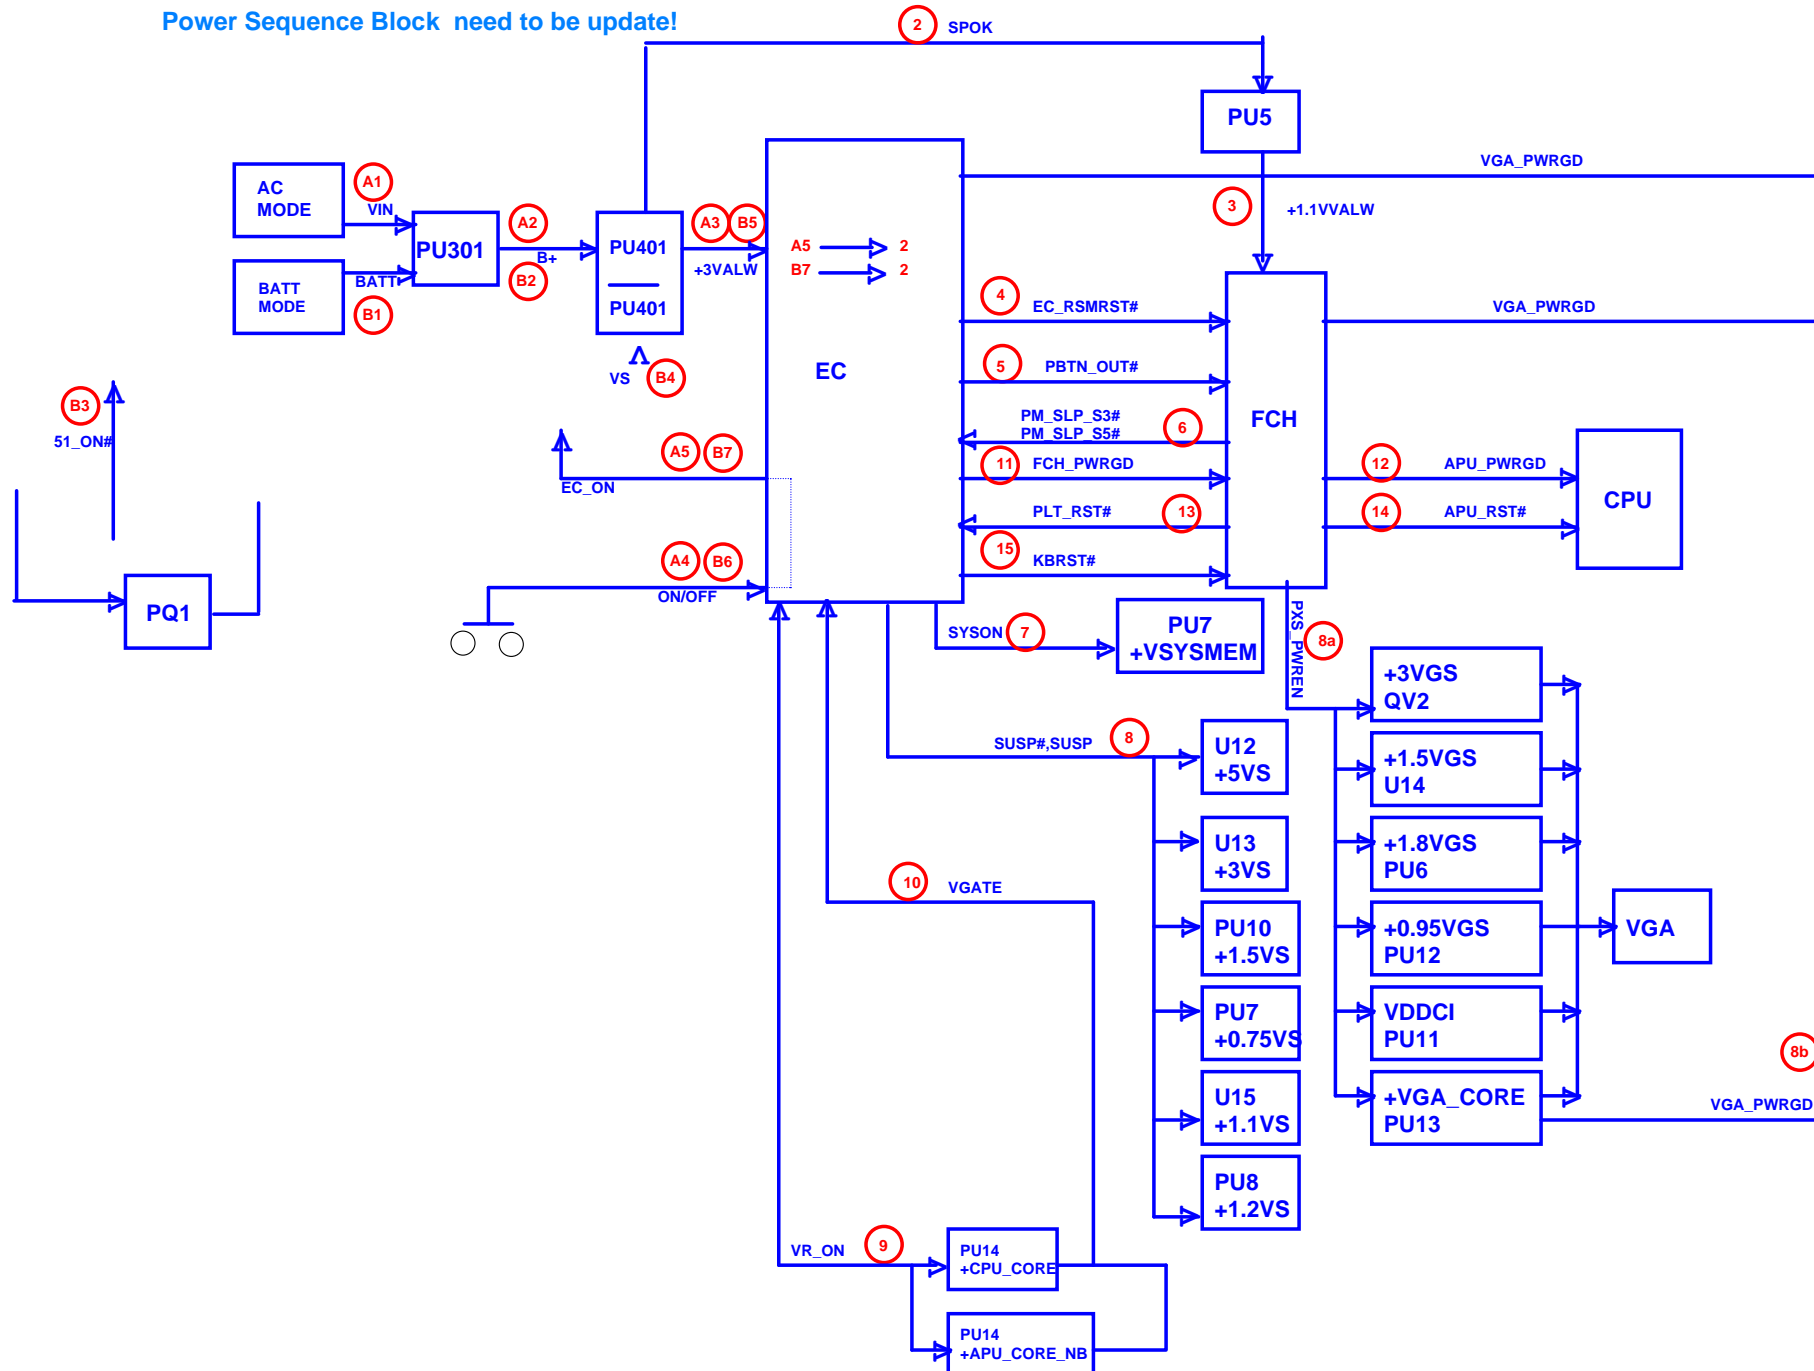 Power Sequence Block need to be update!
2
SPOK
PU5
VGA_PWRGD
AC
MODE
A1
VIN
3
+1.1VVALW
PU301
A2
B+
B2
PU401
PU401
A3
B5
+3VALW
A5
2
B7
2
BATT
MODE
BATT
B1
4
EC_RSMRST#
VGA_PWRGD
VS
B4
EC
5
PBTN_OUT#
FCH
B3
51_ON#
PM_SLP_S3#
PM_SLP_S5#
6
A5
B7
EC_ON
11
FCH_PWRGD
12
APU_PWRGD
CPU
PLT_RST#
13
14
APU_RST#
15
KBRST#
A4
B6
ON/OFF
PQ1
SYSON
7
PU7
+VSYSMEM
PXS_PWREN
8a
+3VGS
QV2
SUSP#,SUSP
8
U12
+5VS
+1.5VGS
U14
U13
+3VS
+1.8VGS
PU6
10
VGATE
PU10
+1.5VS
+0.95VGS
PU12
VGA
PU7
+0.75VS
VDDCI
PU11
8b
U15
+1.1VS
+VGA_CORE
PU13
VGA_PWRGD
PU8
+1.2VS
VR_ON
9
PU14
+CPU_CORE
PU14
+APU_CORE_NB